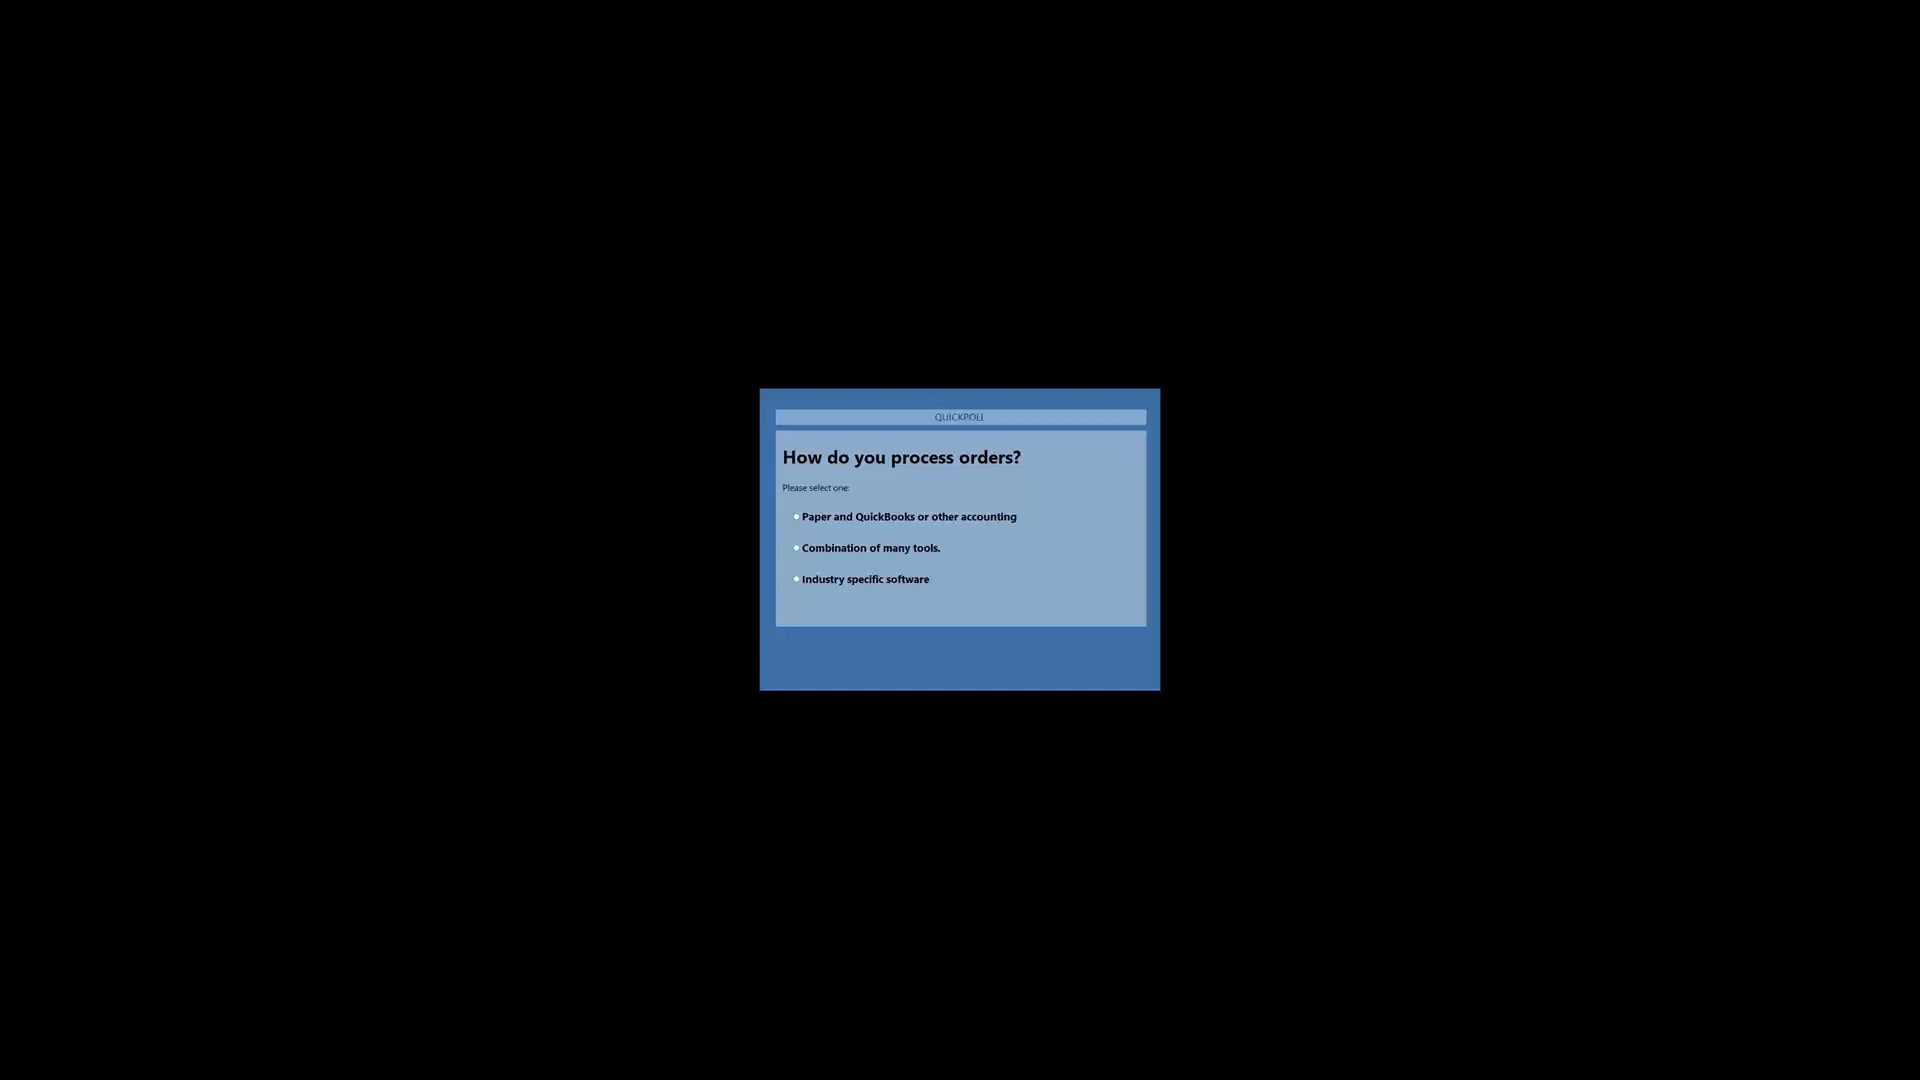 QUICKPOLL
How do you process orders?
Please select one:
Paper and QuickBooks or other accounting
Combination of many tools.
Industry specific software